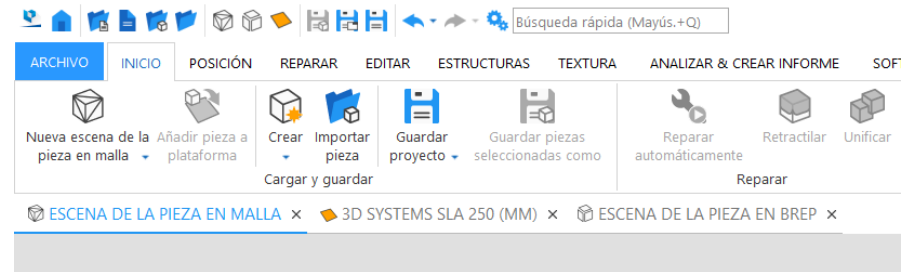 Búsqueda rápida (Mayús.+Q)
ARCHIVO INICIO POSICIÓN REPARAR EDITAR ESTRUCTURAS TEXTURA ANALIZAR & CREAR INFORME SOF
Nueva escena de la pieza en malla
Añadir pieza a plataforma
Crear
Importar pieza
Guardar proyecto
Guardar piezas seleccionadas como
Reparar automáticamente
Retractilar
Unificar
Cargar y guardar
Reparar
ESCENA DE LA PIEZA EN MALLA × 3D SYSTEMS SLA 250 (MM) × ESCENA DE LA PIEZA EN BREP ×